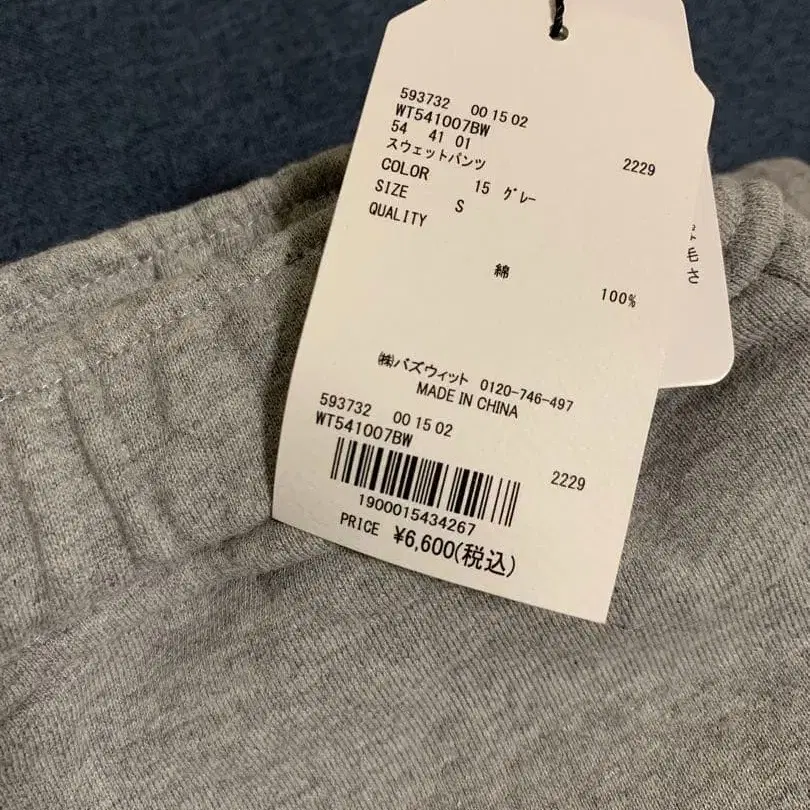 593732 00 15 02
WT541007BW
54 41 01
スウェットパンツ 2229
COLOR 15 グレー
SIZE S
QUALITY
綿 100%
㈱バズウィット 0120-746-497
MADE IN CHINA
593732 00 15 02
WT541007BW 2229
1900015434267
PRICE ¥6,600(税込)
毛さ